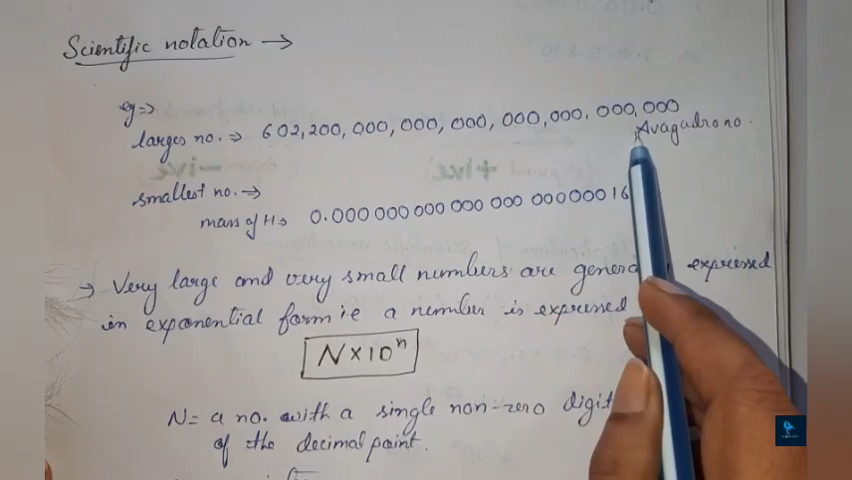 Scientific notation →
eg ⇒
larges no. ⇒ 602,200,000,000,000,000,000,000,000
Avagadro no.
smallest no. ⇒
mass of H ⇒ 0.000 000 000 000 000 00000016
→ Very large and very small numbers are expressed
in exponential form ie a number is expressed
N×10ⁿ
N = a no. with a single non-zero digit
of the decimal point.